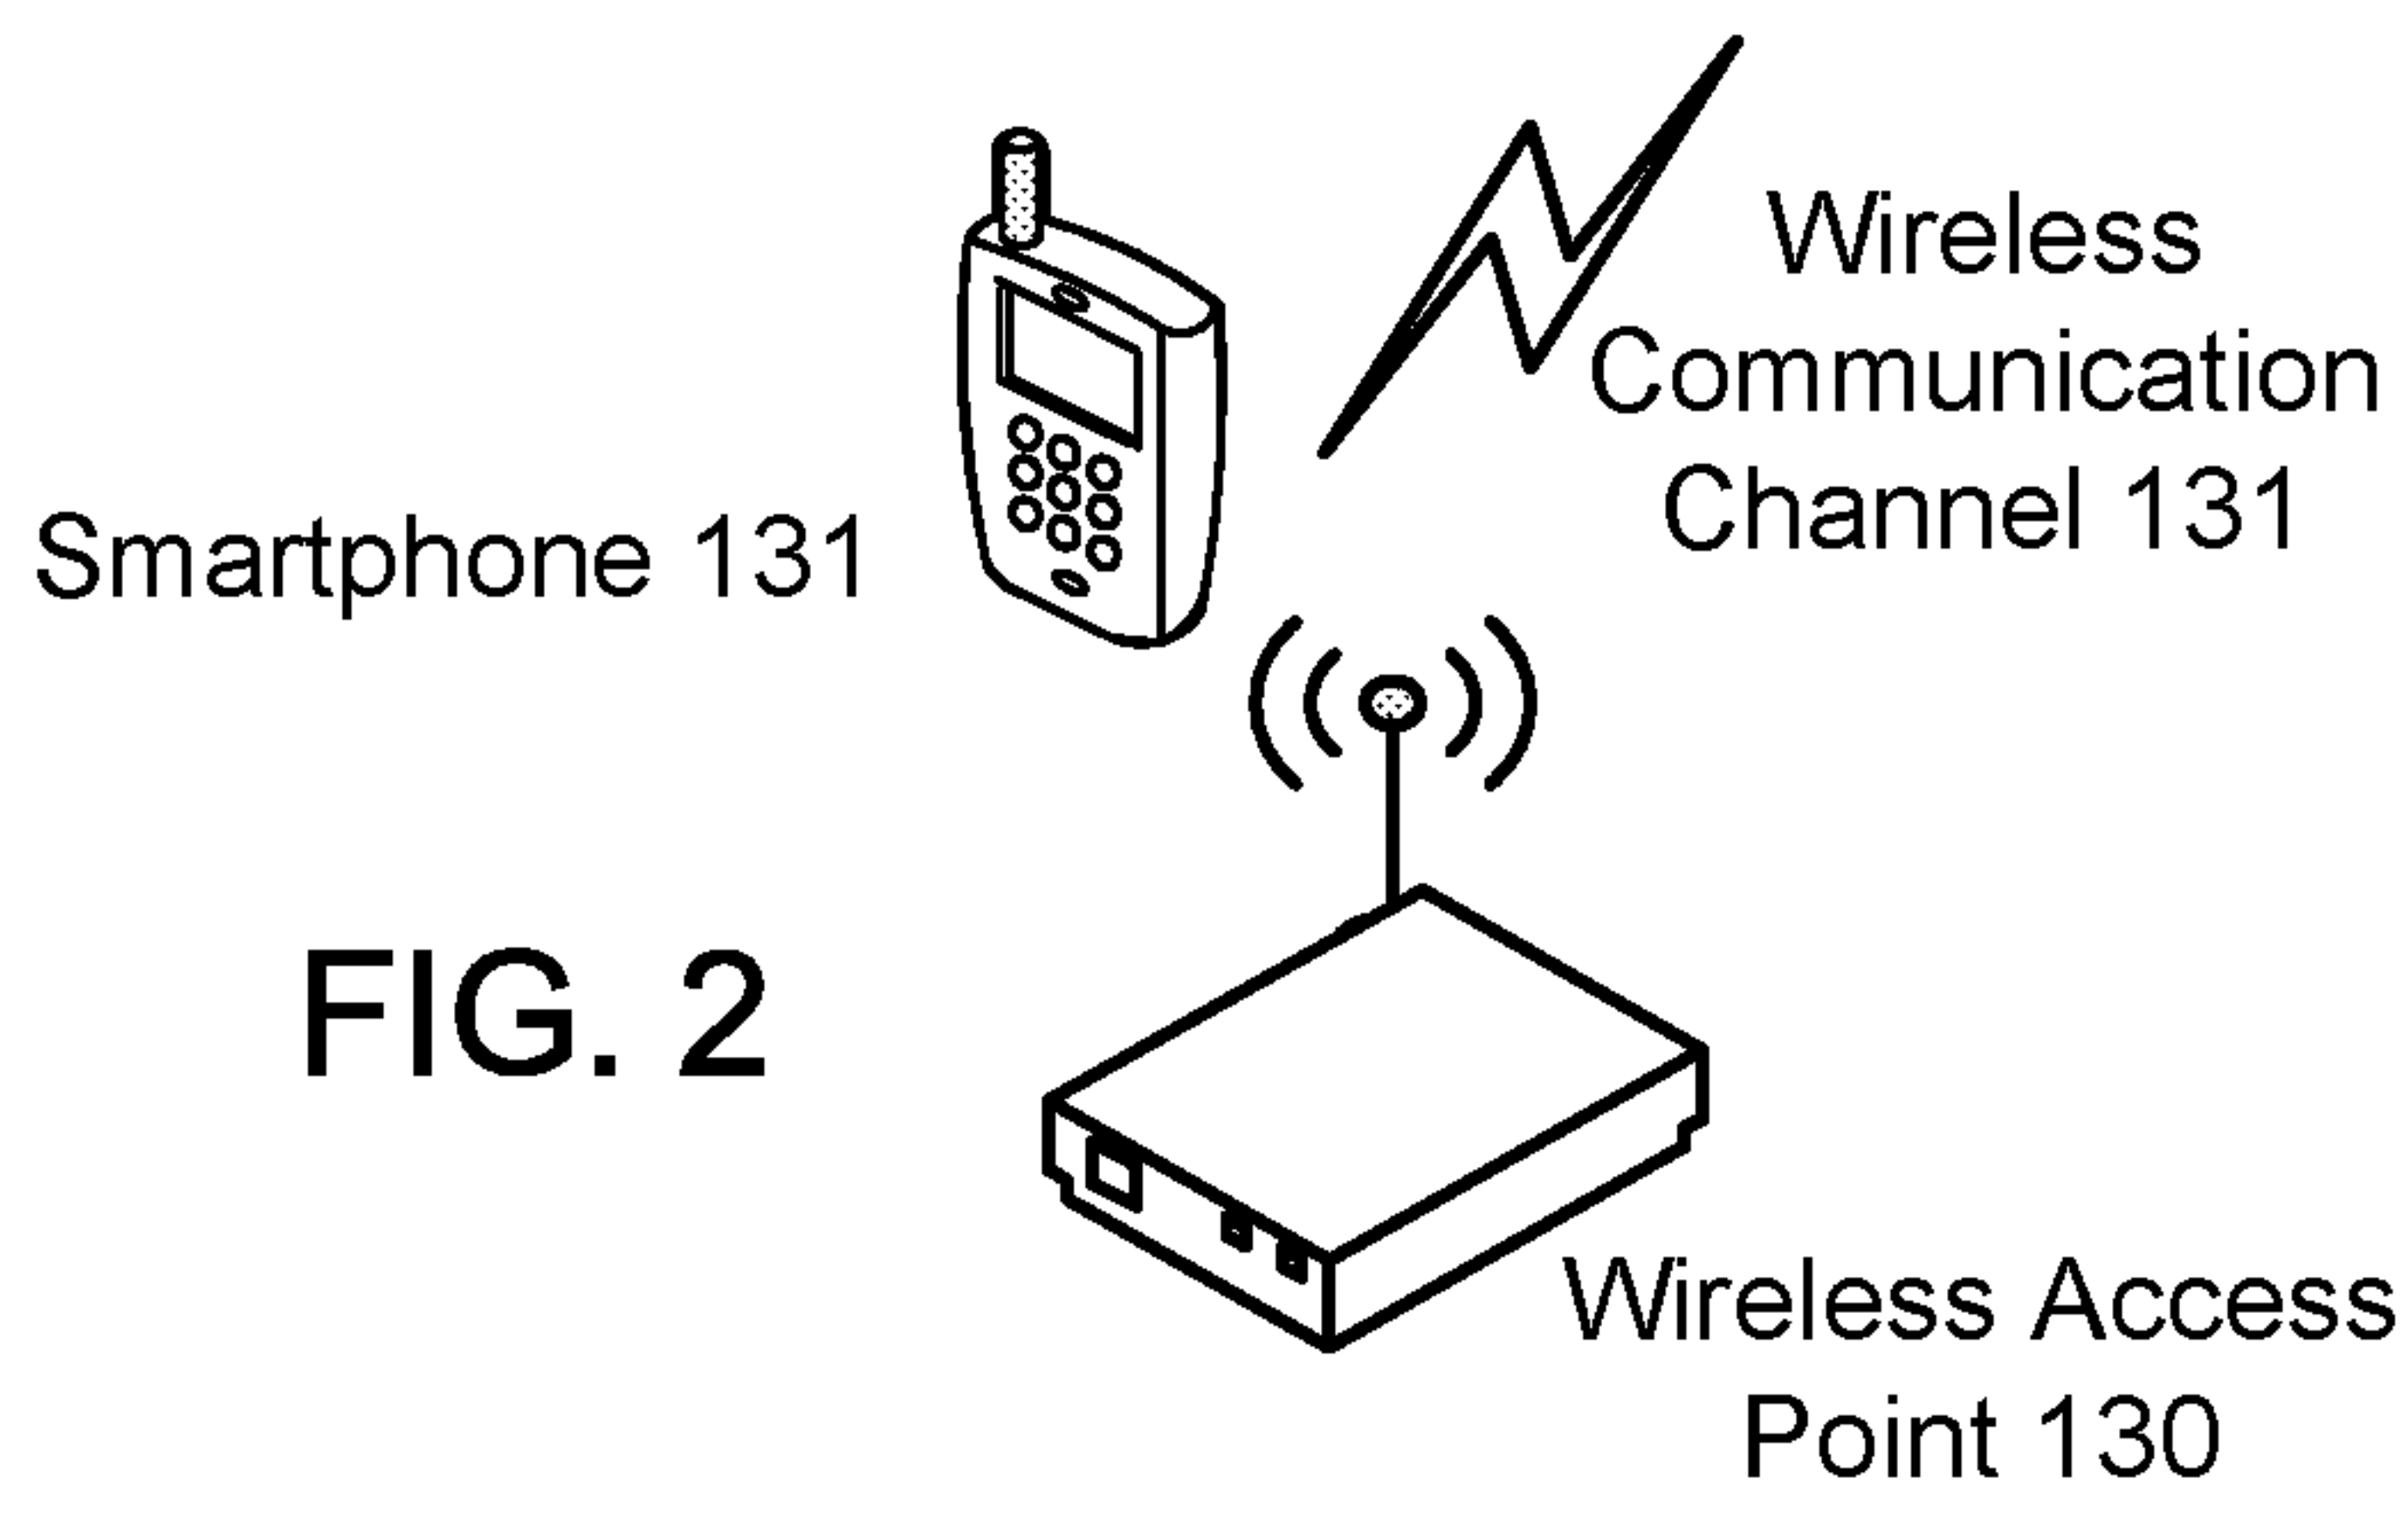 Wireless
Communication
Channel 131
Smartphone 131
FIG. 2
Wireless Access
Point 130